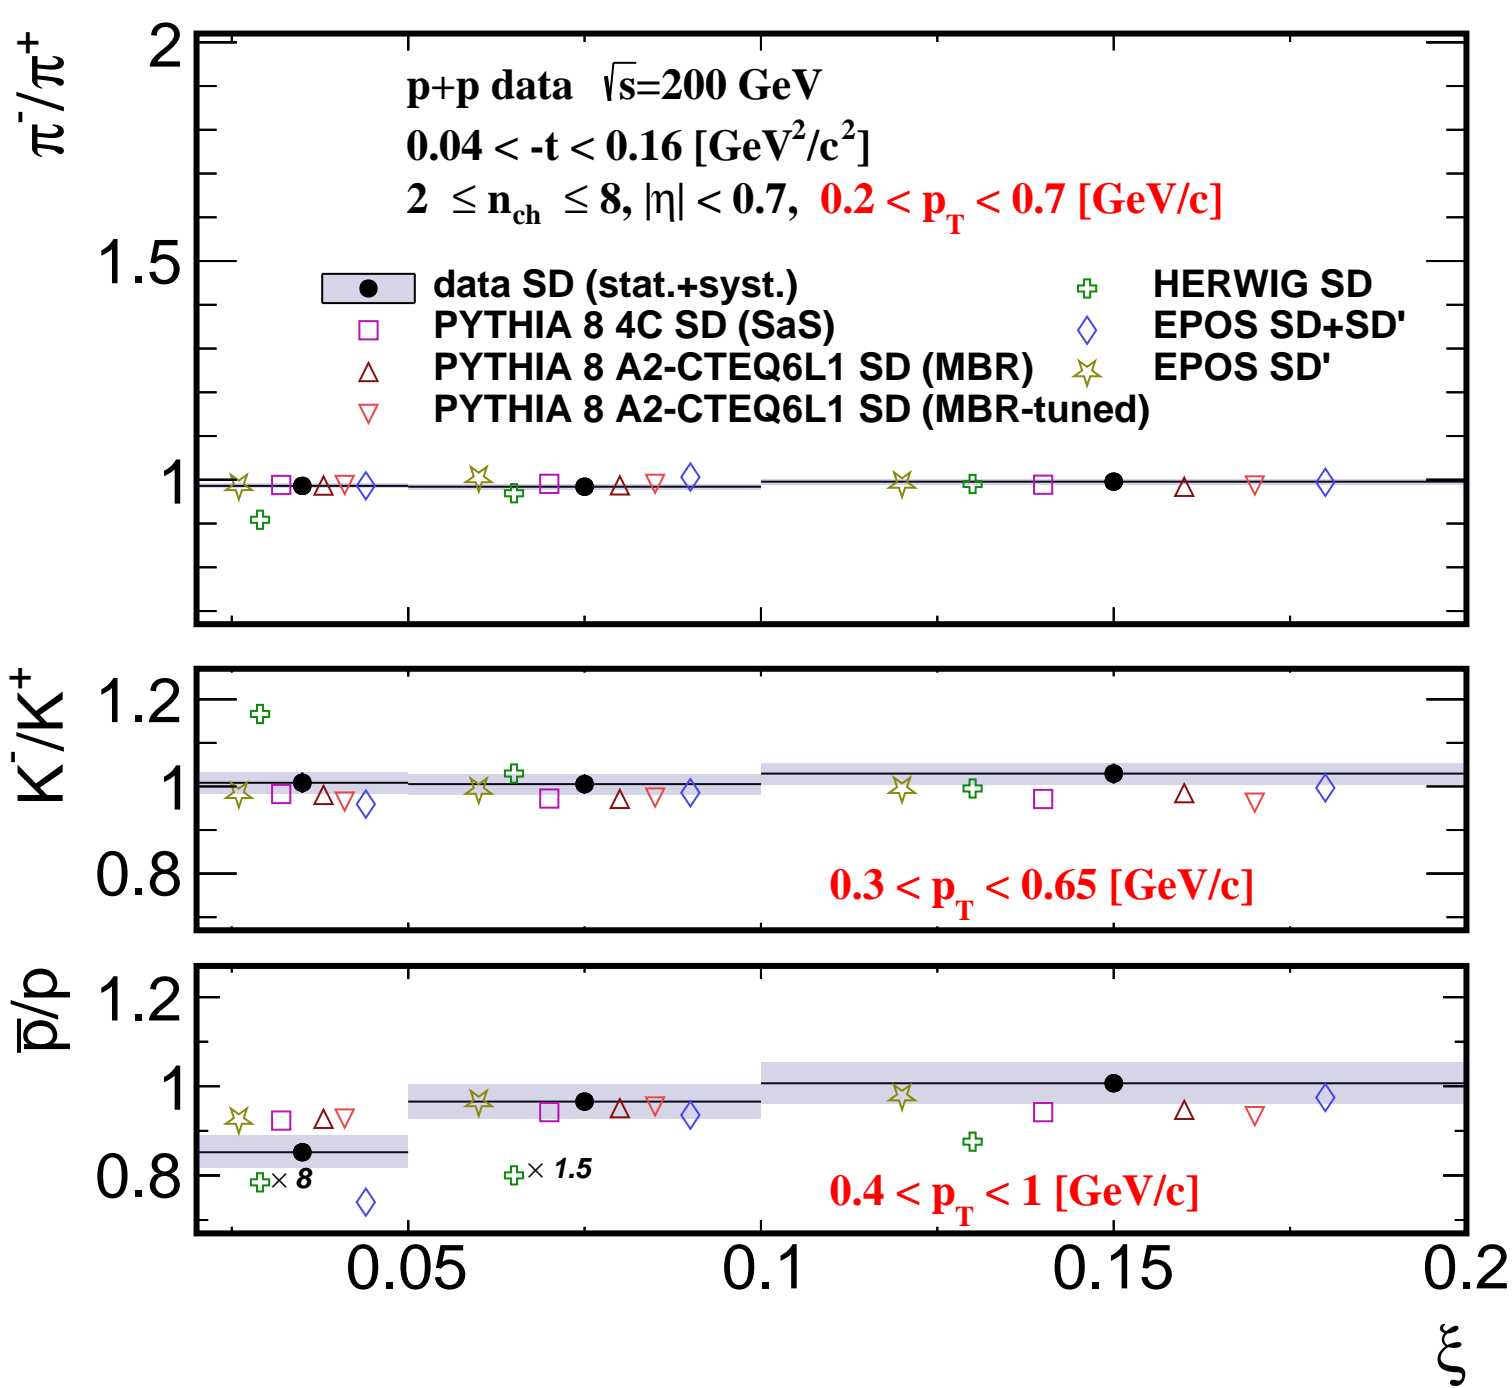 π⁻/π⁺
2
1.5
1
p+p data √s=200 GeV
0.04 < -t < 0.16 [GeV²/c²]
2 ≤ n_ch ≤ 8, |η| < 0.7, 0.2 < p_T < 0.7 [GeV/c]
data SD (stat.+syst.)
PYTHIA 8 4C SD (SaS)
PYTHIA 8 A2-CTEQ6L1 SD (MBR)
PYTHIA 8 A2-CTEQ6L1 SD (MBR-tuned)
HERWIG SD
EPOS SD+SD'
EPOS SD'
K⁻/K⁺
1.2
1
0.8
0.3 < p_T < 0.65 [GeV/c]
p̅/p
1.2
1
0.8
× 8
× 1.5
0.4 < p_T < 1 [GeV/c]
0.05 0.1 0.15 0.2
ξ